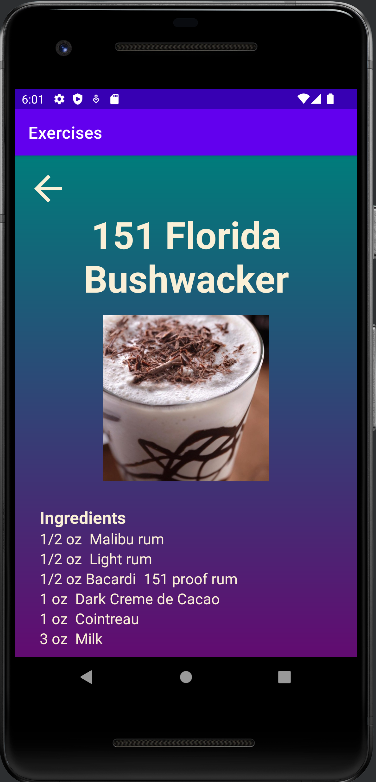 6:01
Exercises
151 Florida
Bushwacker
Ingredients
1/2 oz  Malibu rum
1/2 oz  Light rum
1/2 oz Bacardi  151 proof rum
1 oz  Dark Creme de Cacao
1 oz  Cointreau
3 oz  Milk